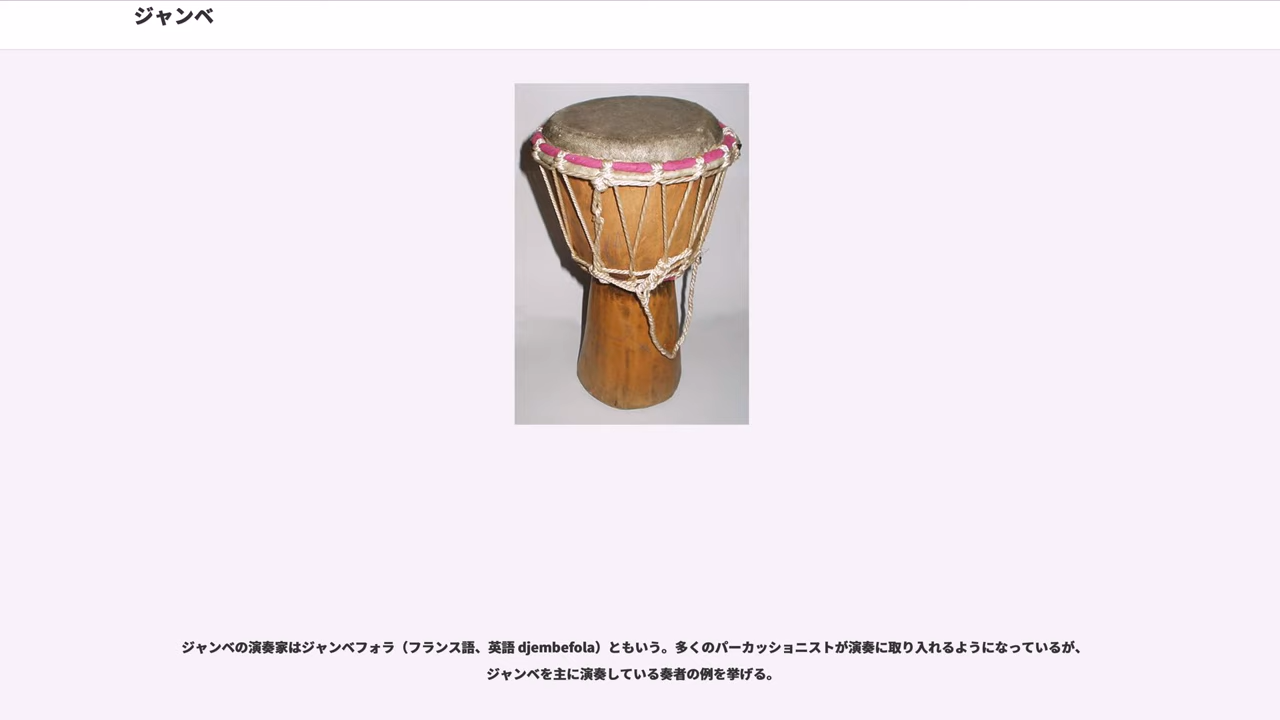 ジャンベ
ジャンベの演奏家はジャンベフォラ（フランス語、英語 djembefola）ともいう。多くのパーカッショニストが演奏に取り入れるようになっているが、
ジャンベを主に演奏している奏者の例を挙げる。